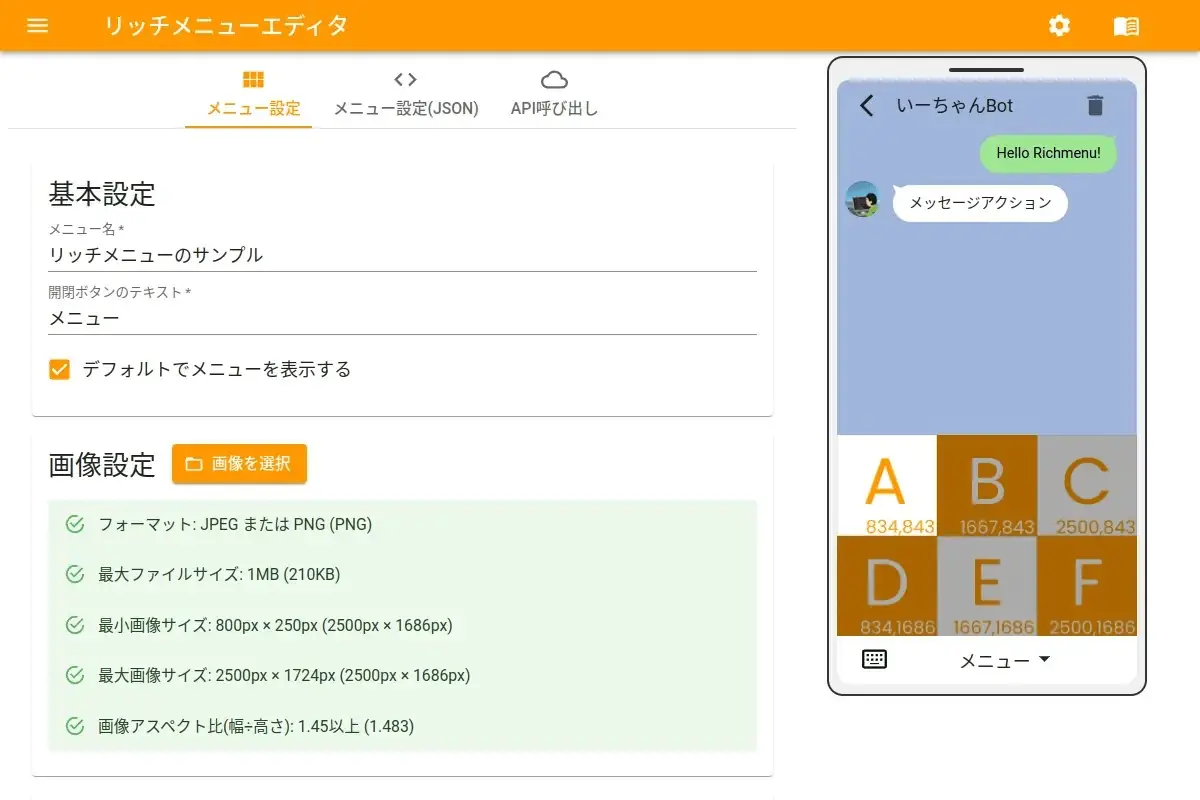 リッチメニューエディタ
メニュー設定
メニュー設定(JSON)
API呼び出し
基本設定
メニュー名 *
リッチメニューのサンプル
開閉ボタンのテキスト *
メニュー
デフォルトでメニューを表示する
画像設定
画像を選択
フォーマット: JPEG または PNG (PNG)
最大ファイルサイズ: 1MB (210KB)
最小画像サイズ: 800px × 250px (2500px × 1686px)
最大画像サイズ: 2500px × 1724px (2500px × 1686px)
画像アスペクト比(幅÷高さ): 1.45以上 (1.483)
いーちゃんBot
Hello Richmenu!
メッセージアクション
A
B
C
834,843
1667,843
2500,843
D
E
F
834,1686
1667,1686
2500,1686
メニュー